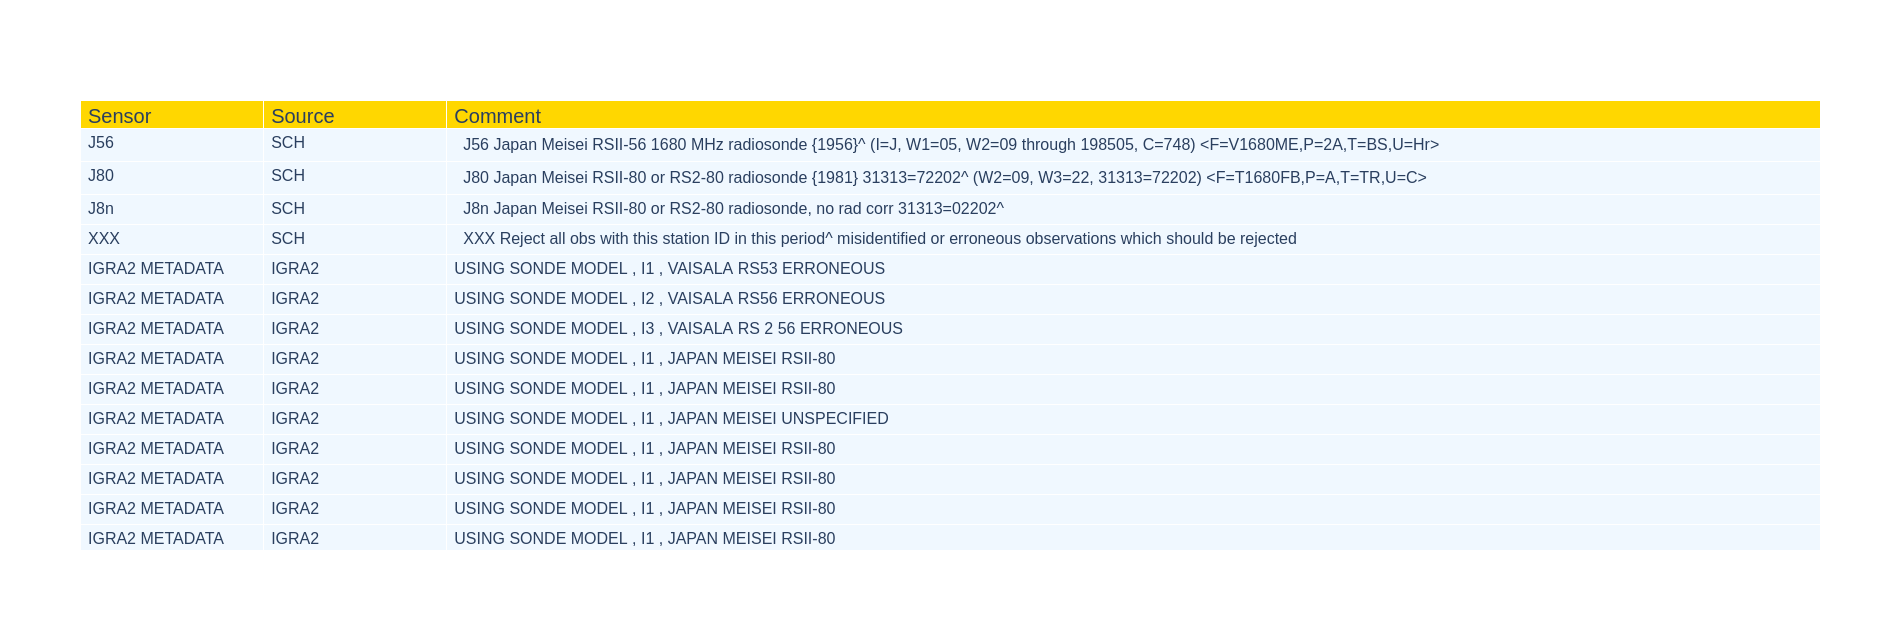 Sensor Source Comment
J56 SCH J56 Japan Meisei RSII-56 1680 MHz radiosonde {1956}^ (I=J, W1=05, W2=09 through 198505, C=748) <F=V1680ME,P=2A,T=BS,U=Hr>
J80 SCH J80 Japan Meisei RSII-80 or RS2-80 radiosonde {1981} 31313=72202^ (W2=09, W3=22, 31313=72202) <F=T1680FB,P=A,T=TR,U=C>
J8n SCH J8n Japan Meisei RSII-80 or RS2-80 radiosonde, no rad corr 31313=02202^
XXX SCH XXX Reject all obs with this station ID in this period^ misidentified or erroneous observations which should be rejected
IGRA2 METADATA IGRA2 USING SONDE MODEL , I1 , VAISALA RS53 ERRONEOUS
IGRA2 METADATA IGRA2 USING SONDE MODEL , I2 , VAISALA RS56 ERRONEOUS
IGRA2 METADATA IGRA2 USING SONDE MODEL , I3 , VAISALA RS 2 56 ERRONEOUS
IGRA2 METADATA IGRA2 USING SONDE MODEL , I1 , JAPAN MEISEI RSII-80
IGRA2 METADATA IGRA2 USING SONDE MODEL , I1 , JAPAN MEISEI RSII-80
IGRA2 METADATA IGRA2 USING SONDE MODEL , I1 , JAPAN MEISEI UNSPECIFIED
IGRA2 METADATA IGRA2 USING SONDE MODEL , I1 , JAPAN MEISEI RSII-80
IGRA2 METADATA IGRA2 USING SONDE MODEL , I1 , JAPAN MEISEI RSII-80
IGRA2 METADATA IGRA2 USING SONDE MODEL , I1 , JAPAN MEISEI RSII-80
IGRA2 METADATA IGRA2 USING SONDE MODEL , I1 , JAPAN MEISEI RSII-80